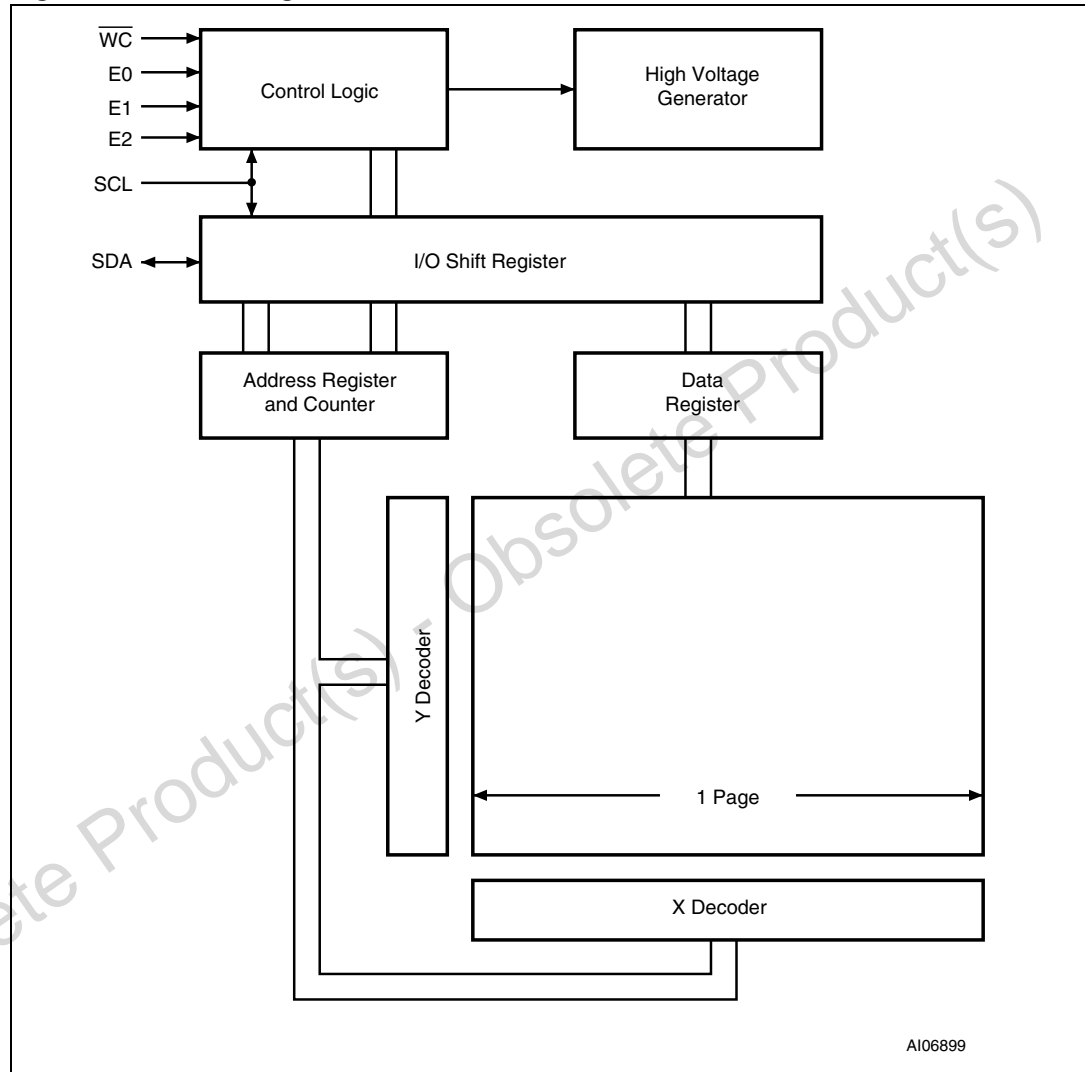 WC
E0
E1
E2
SCL
SDA
Control Logic
High Voltage
Generator
I/O Shift Register
Address Register
and Counter
Data
Register
Y Decoder
1 Page
X Decoder
AI06899
ete Product(s) - Obsolete Product(s)